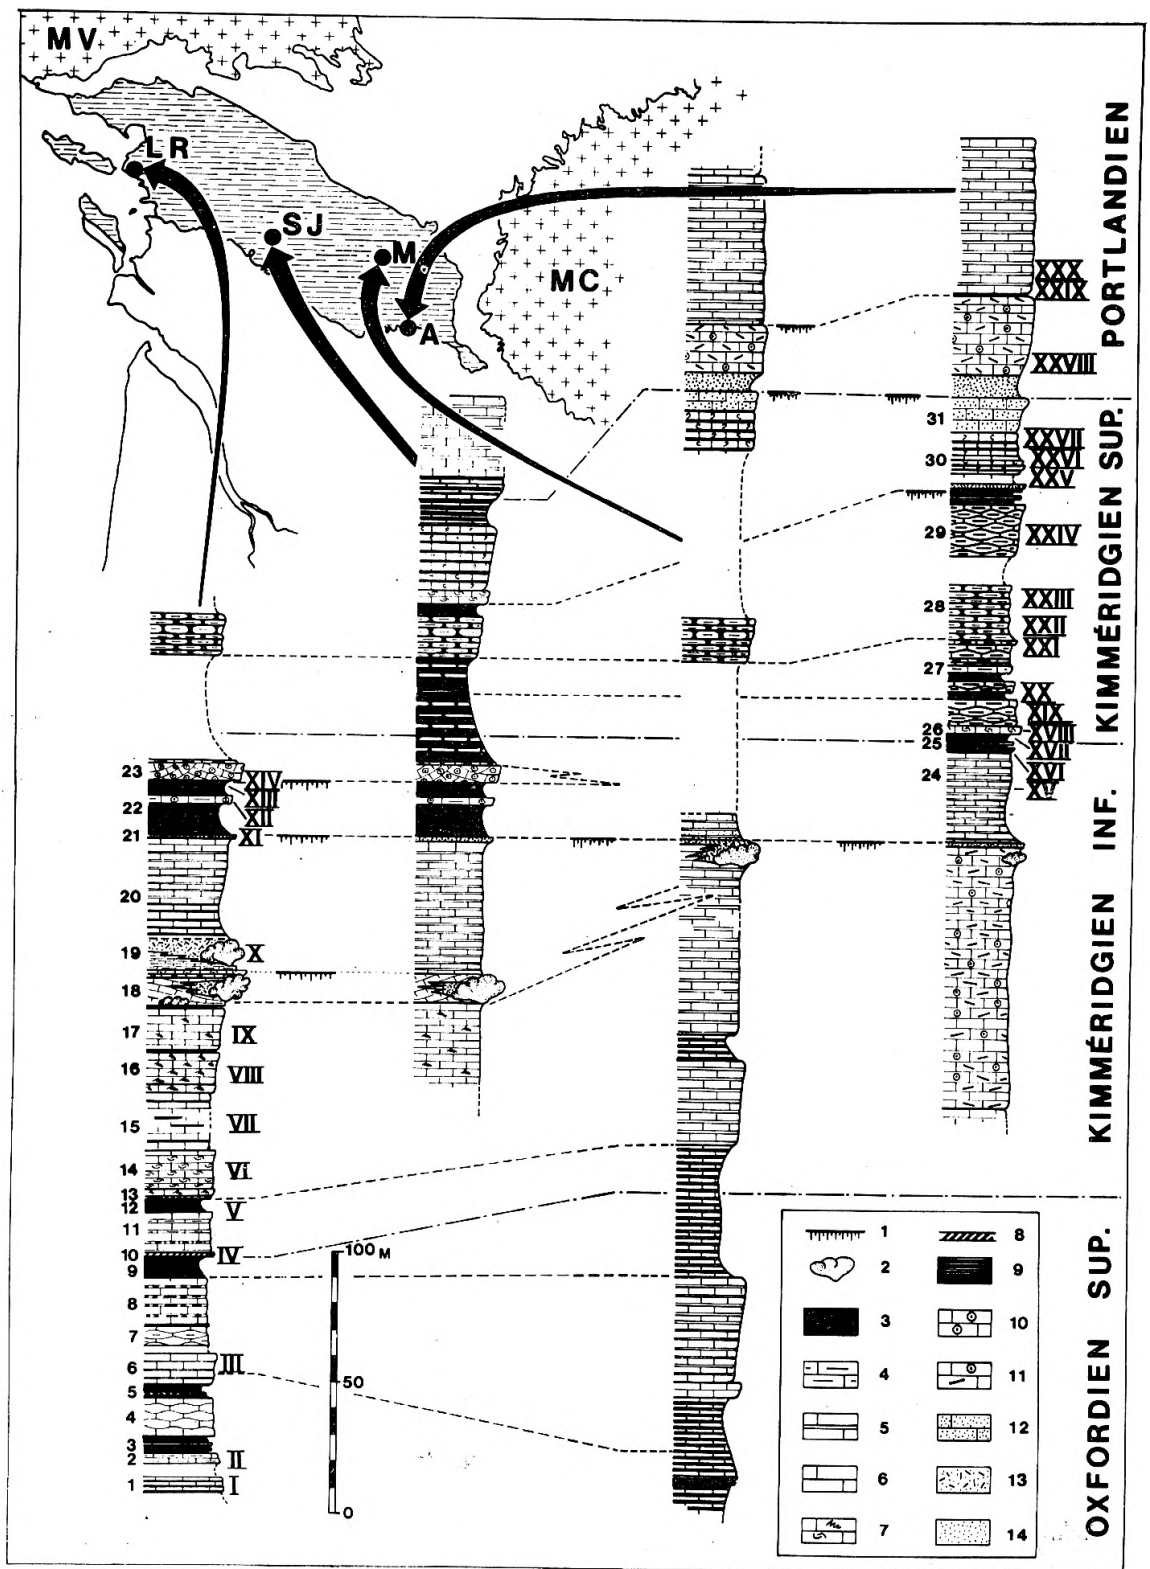 MV
LR
SJ
M
A
MC
PORTLANDIEN
KIMMÉRIDGIEN SUP.
KIMMÉRIDGIEN INF.
OXFORDIEN SUP.
XXX
XXIX
XXVIII
31
XXVII
30
XXVI
XXV
29
XXIV
28
XXIII
XXII
XXI
27
XX
XIX
26
XVIII
25
XVII
24
XVI
XV
23
XIV
XIII
22
XII
21
XI
20
19
X
18
17
IX
16
VIII
15
VII
14
VI
13
12
V
11
10
IV
9
8
7
6
III
5
4
3
2
II
1
I
100 M
50
0
1
8
2
9
3
10
4
11
5
12
6
13
7
14